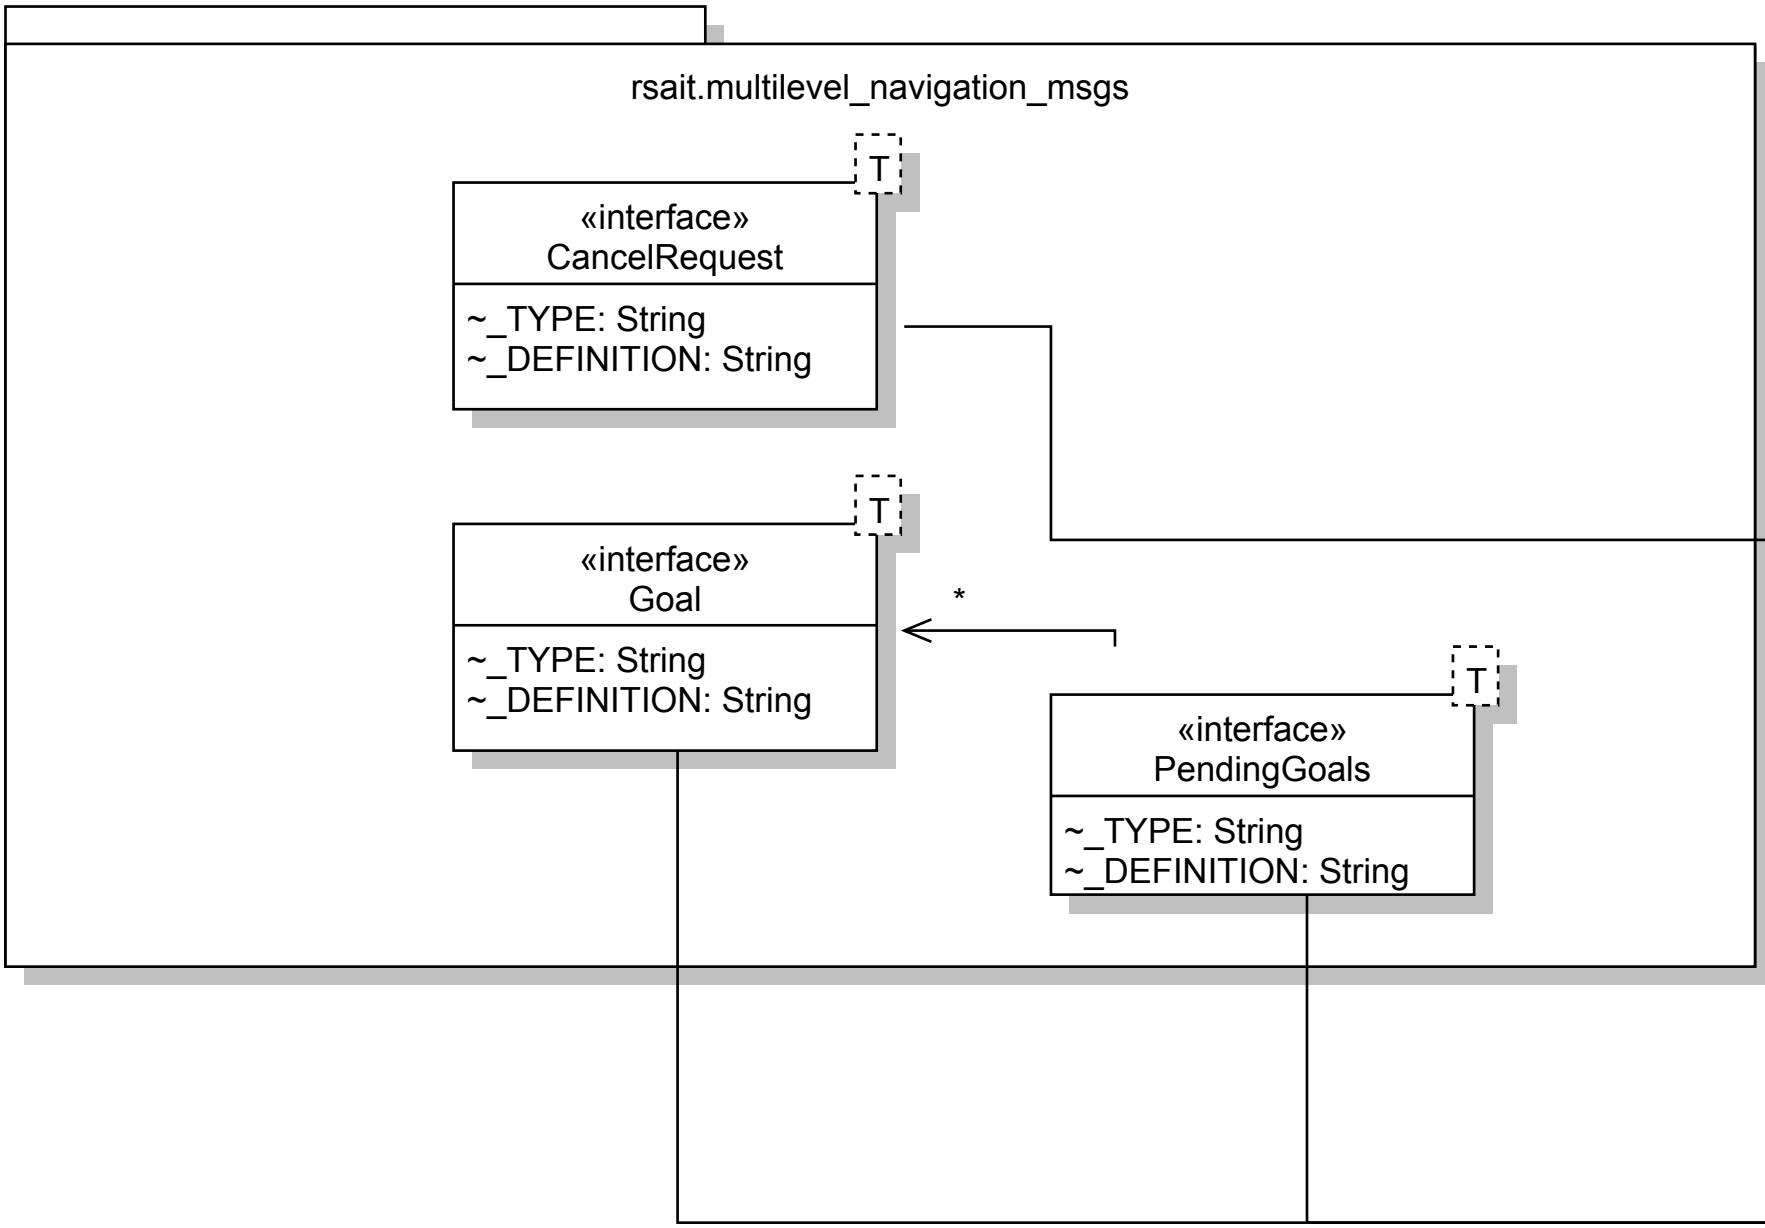 rsait.multilevel_navigation_msgs
T
«interface»
CancelRequest
~_TYPE: String
~_DEFINITION: String
T
«interface»
Goal
~_TYPE: String
~_DEFINITION: String
*
T
«interface»
PendingGoals
~_TYPE: String
~_DEFINITION: String